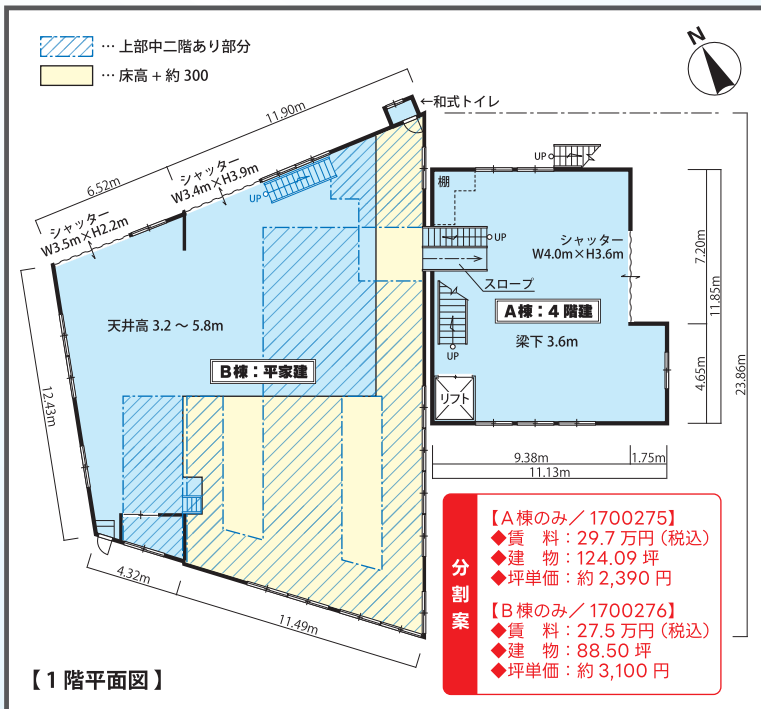 … 上部中二階あり部分
… 床高 + 約 300
N
←和式トイレ
11.90m
6.52m
シャッター
W3.4m×H3.9m
シャッター
W3.5m×H2.2m
UP
UP
棚
UP
シャッター
W4.0m×H3.6m
スロープ
7.20m
11.85m
23.86m
天井高 3.2 〜 5.8m
A棟：4階建
梁下 3.6m
UP
B棟：平家建
リフト
4.65m
12.43m
9.38m
1.75m
11.13m
4.32m
11.49m
分割案
【A棟のみ／1700275】
◆賃　料：29.7 万円（税込）
◆建　物：124.09 坪
◆坪単価：約 2,390 円
【B棟のみ／1700276】
◆賃　料：27.5 万円（税込）
◆建　物：88.50 坪
◆坪単価：約 3,100 円
【1階平面図】